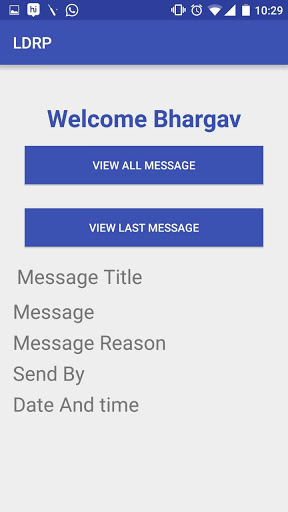 10:29
LDRP
Welcome Bhargav
VIEW ALL MESSAGE
VIEW LAST MESSAGE
Message Title
Message
Message Reason
Send By
Date And time